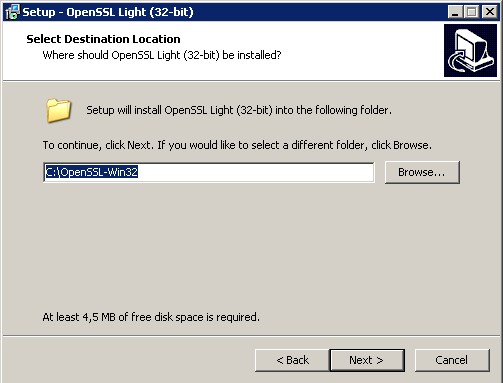 Setup - OpenSSL Light (32-bit)
Select Destination Location
Where should OpenSSL Light (32-bit) be installed?
Setup will install OpenSSL Light (32-bit) into the following folder.
To continue, click Next. If you would like to select a different folder, click Browse.
C:\OpenSSL-Win32
Browse...
At least 4,5 MB of free disk space is required.
< Back
Next >
Cancel